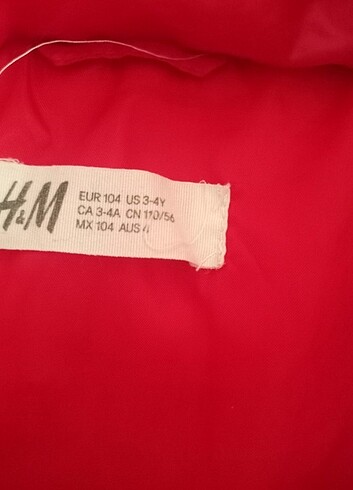 H&M
EUR 104 US 3-4Y
CA 3-4A CN 110/56
MX 104 AUS 4